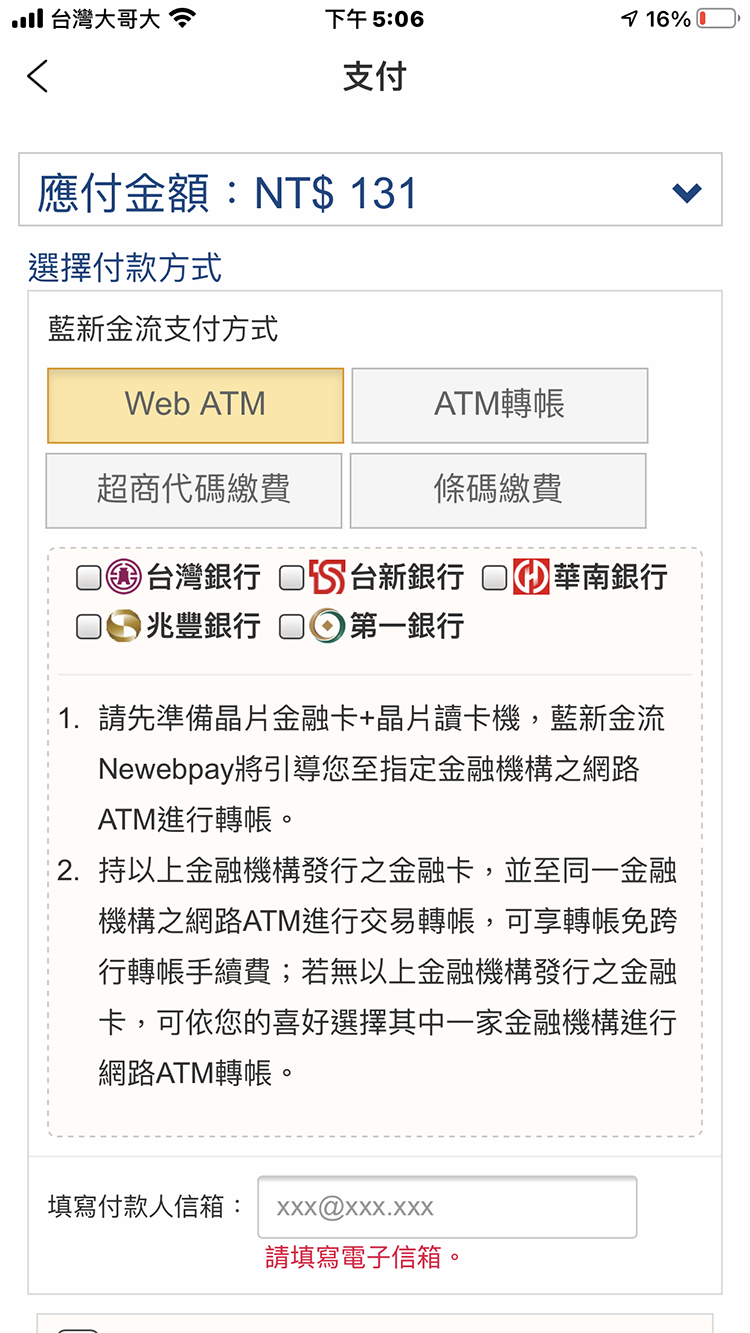 台灣大哥大 下午 5:06 16%
支付
應付金額：NT$ 131
選擇付款方式
藍新金流支付方式
Web ATM ATM轉帳
超商代碼繳費 條碼繳費
台灣銀行 台新銀行 華南銀行
兆豐銀行 第一銀行
1. 請先準備晶片金融卡+晶片讀卡機，藍新金流
Newebpay將引導您至指定金融機構之網路
ATM進行轉帳。
2. 持以上金融機構發行之金融卡，並至同一金融
機構之網路ATM進行交易轉帳，可享轉帳免跨
行轉帳手續費；若無以上金融機構發行之金融
卡，可依您的喜好選擇其中一家金融機構進行
網路ATM轉帳。
填寫付款人信箱： xxx@xxx.xxx
請填寫電子信箱。